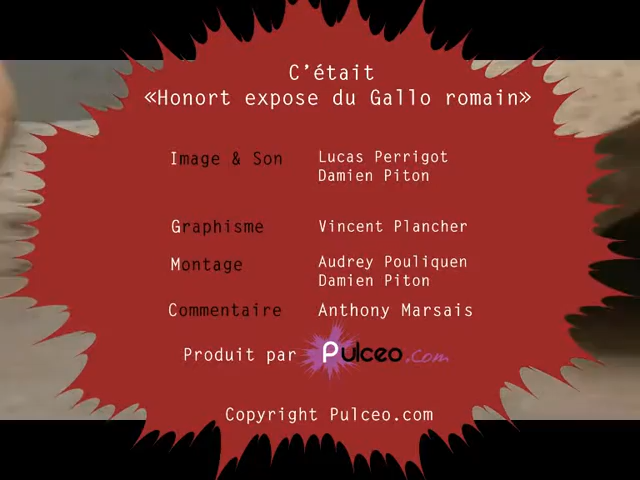 C'était
«Honort expose du Gallo romain»
Image & Son Lucas Perrigot
Damien Piton
Graphisme Vincent Plancher
Montage Audrey Pouliquen
Damien Piton
Commentaire Anthony Marsais
Produit par Pulceo.com
Copyright Pulceo.com